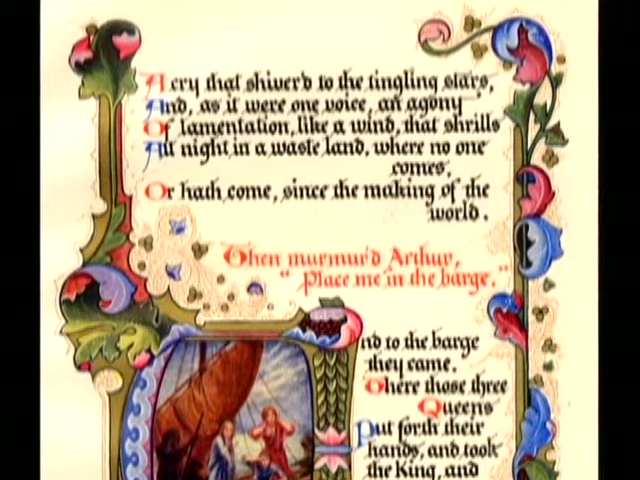 A cry that shiver'd to the tingling stars,
And, as it were one voice, an agony
Of lamentation, like a wind, that shrills
All night in a waste land, where no one
comes,
Or hath come, since the making of the
world.
Then murmur'd Arthur,
"Place me in the barge."
And to the barge
they came.
There those three
Queens
Put forth their
hands, and took
the King, and